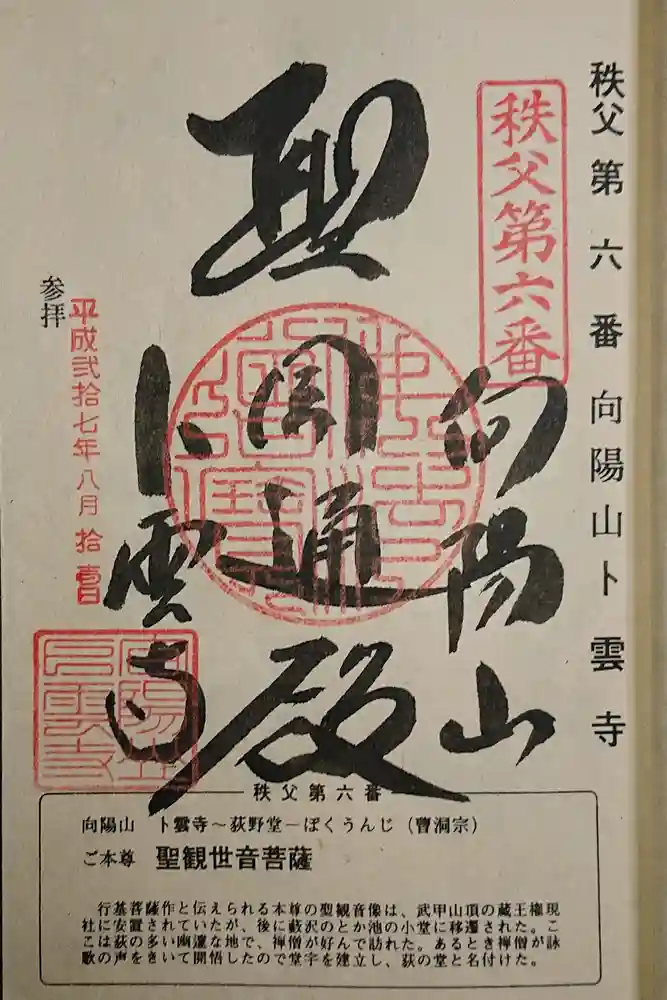 秩父第六番 向陽山卜雲寺
秩父第六番
向陽山
聖
圓通殿
卜雲寺
参拝
平成弐拾七年八月拾壱日
秩父第六番
向陽山 卜雲寺~荻野堂ーぼくうんじ(曹洞宗)
ご本尊 聖観世音菩薩
行基菩薩作と伝えられる本尊の聖観音像は、武甲山頂の蔵王権現
社に安置されていたが、後に藪沢のとか池の小堂に移遷された。こ
こは荻の多い幽邃な地で、禅僧が好んで訪れた。あるとき禅僧が詠
歌の声をきいて開悟したので堂宇を建立し、荻の堂と名付けた。